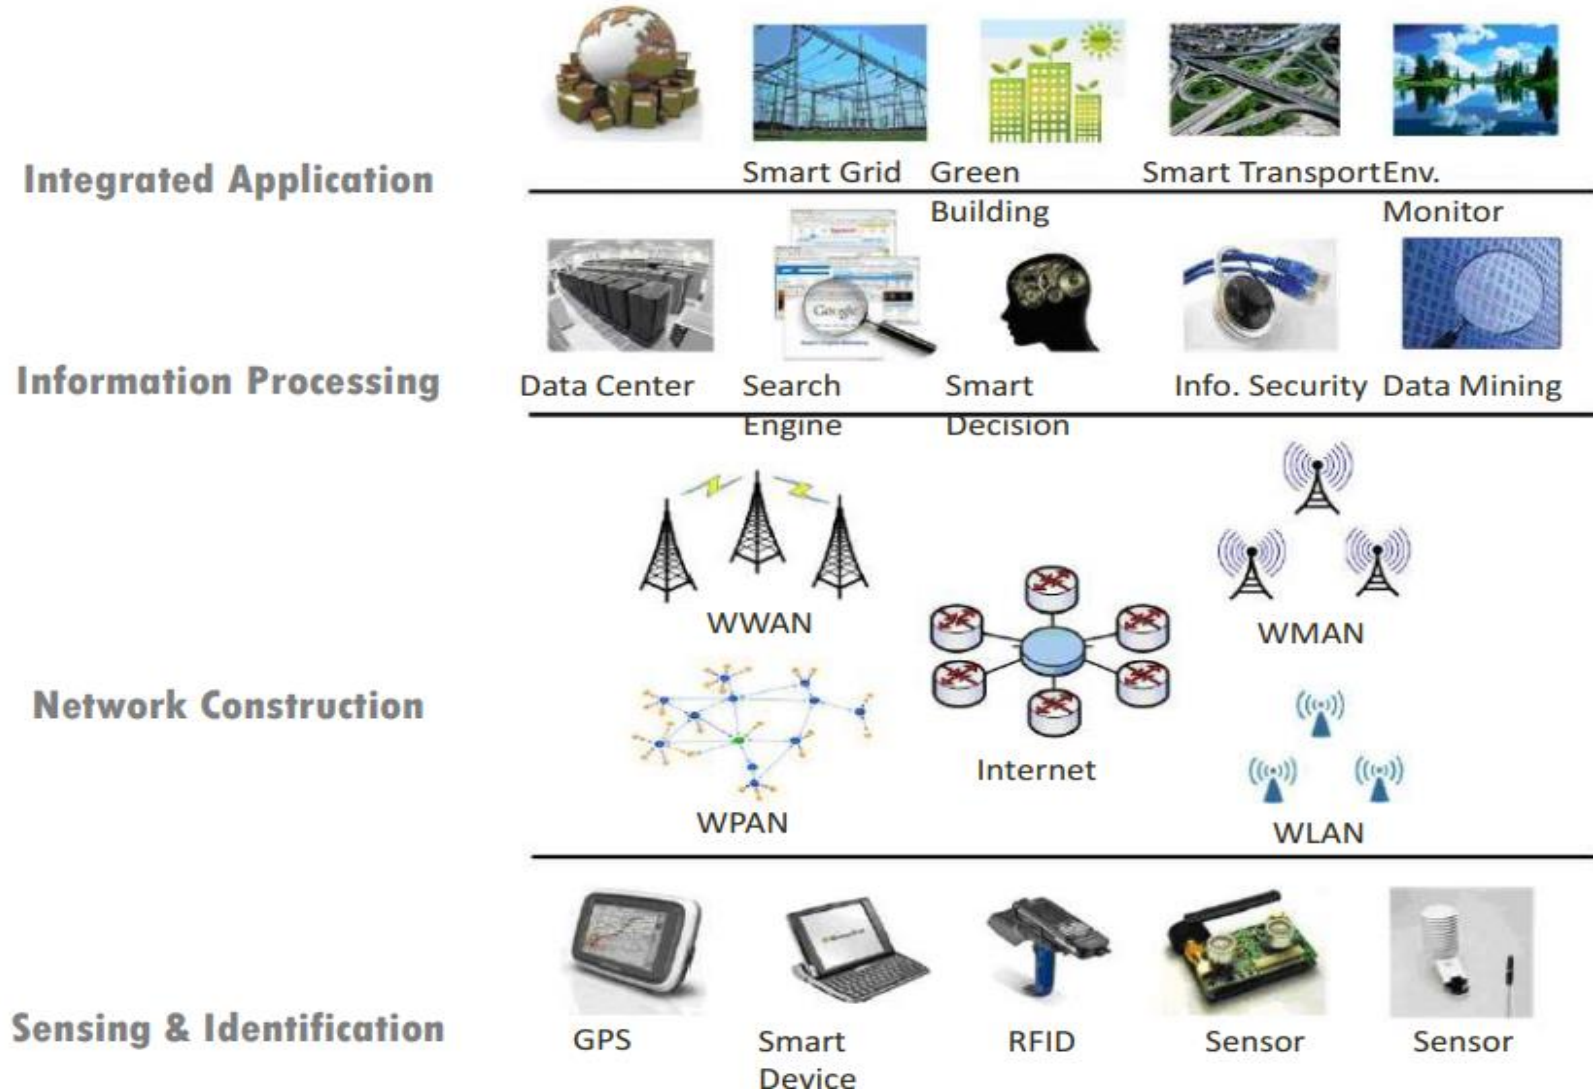 Integrated Application
Smart Grid
Green
Building
Smart Transport
Env.
Monitor
Information Processing
Google
Data Center
Search
Engine
Smart
Decision
Info. Security
Data Mining
Network Construction
WWAN
WMAN
Internet
WPAN
WLAN
Sensing & Identification
GPS
Smart
Device
RFID
Sensor
Sensor